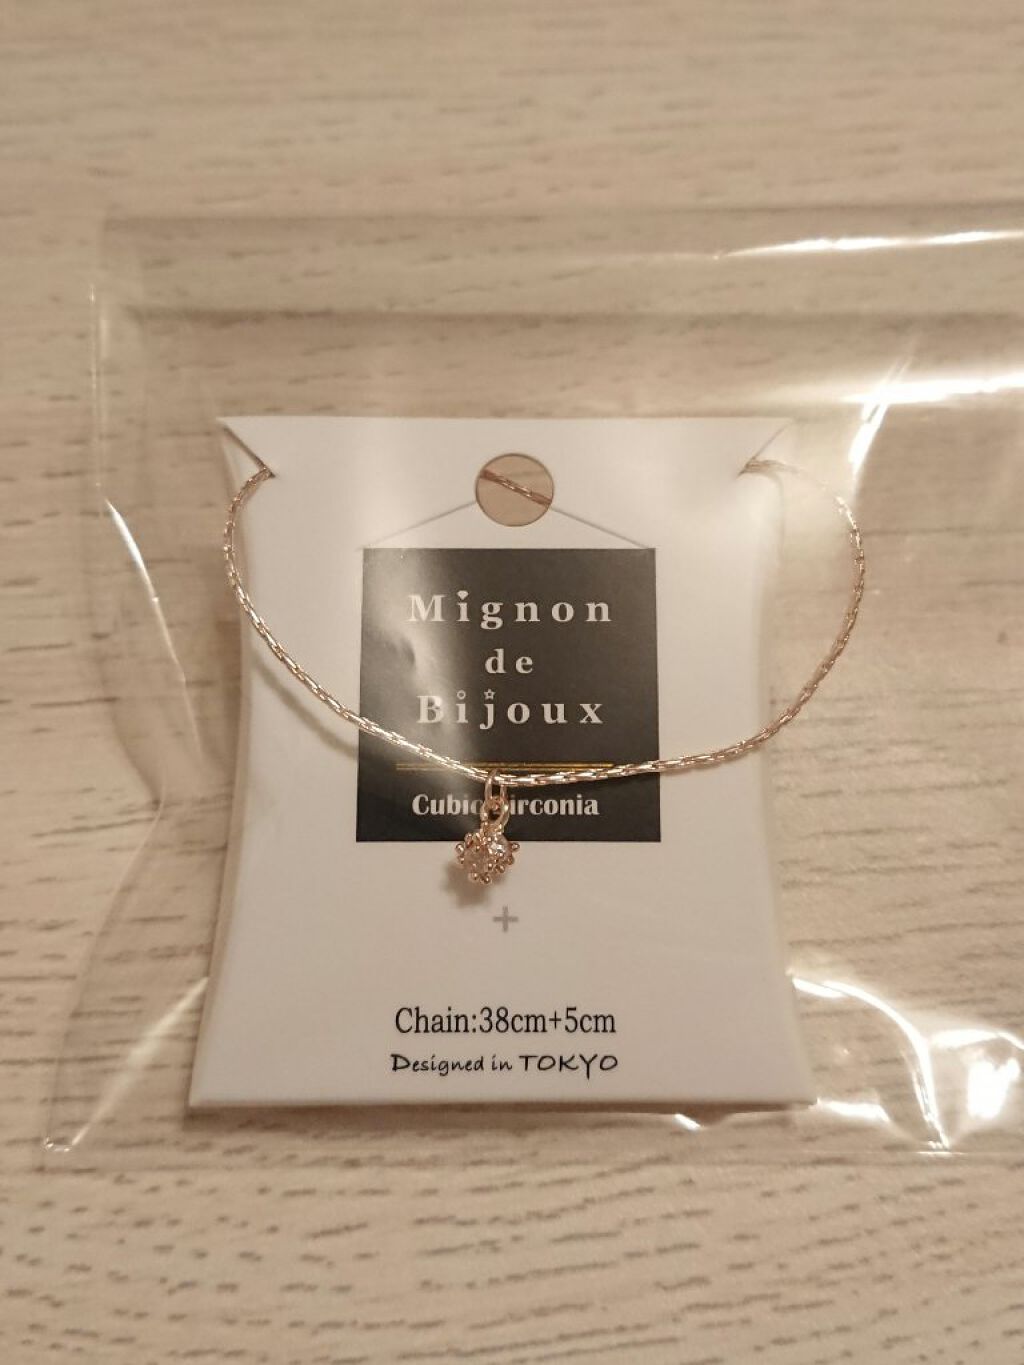 Mignon
de
Bijoux
Cubic Zirconia
+
Chain:38cm+5cm
Designed in TOKYO